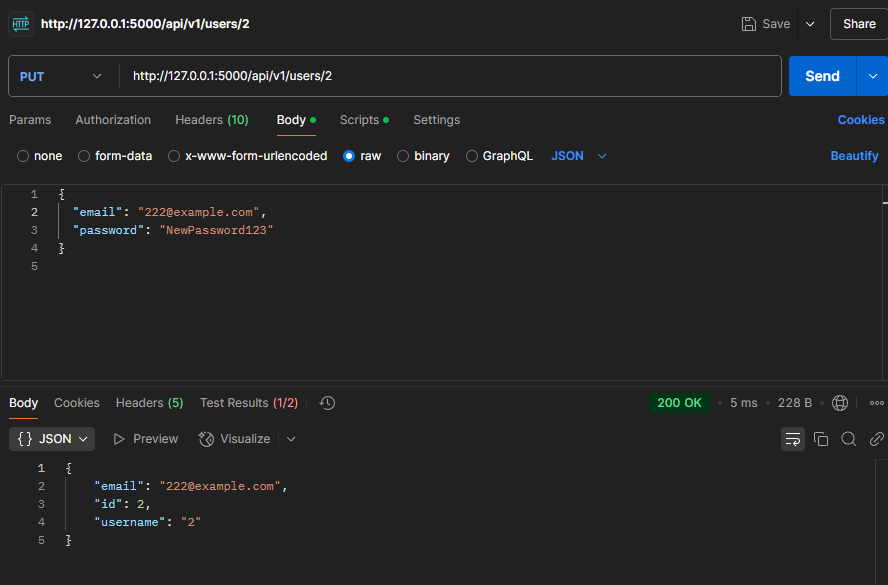 HTTP http://127.0.0.1:5000/api/v1/users/2 Save Share
PUT http://127.0.0.1:5000/api/v1/users/2 Send
Params Authorization Headers (10) Body Scripts Settings Cookies
none form-data x-www-form-urlencoded raw binary GraphQL JSON Beautify
1 {
2 "email": "222@example.com",
3 "password": "NewPassword123"
4 }
5
Body Cookies Headers (5) Test Results (1/2) 200 OK • 5 ms • 228 B •
{} JSON Preview Visualize
1 {
2 "email": "222@example.com",
3 "id": 2,
4 "username": "2"
5 }